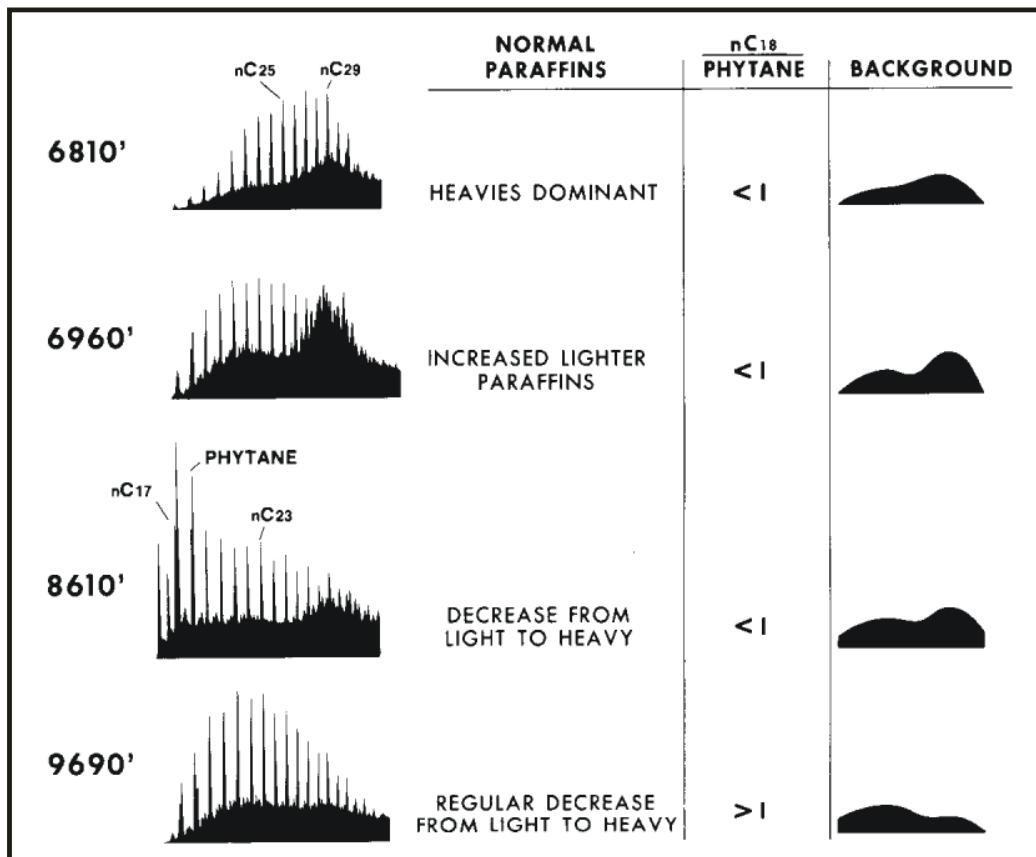 NORMAL PARAFFINS
nC18
PHYTANE
BACKGROUND
nC25
nC29
6810'
HEAVIES DOMINANT
< 1
6960'
INCREASED LIGHTER
PARAFFINS
< 1
PHYTANE
nC17
nC23
8610'
DECREASE FROM
LIGHT TO HEAVY
< 1
9690'
REGULAR DECREASE
FROM LIGHT TO HEAVY
> 1